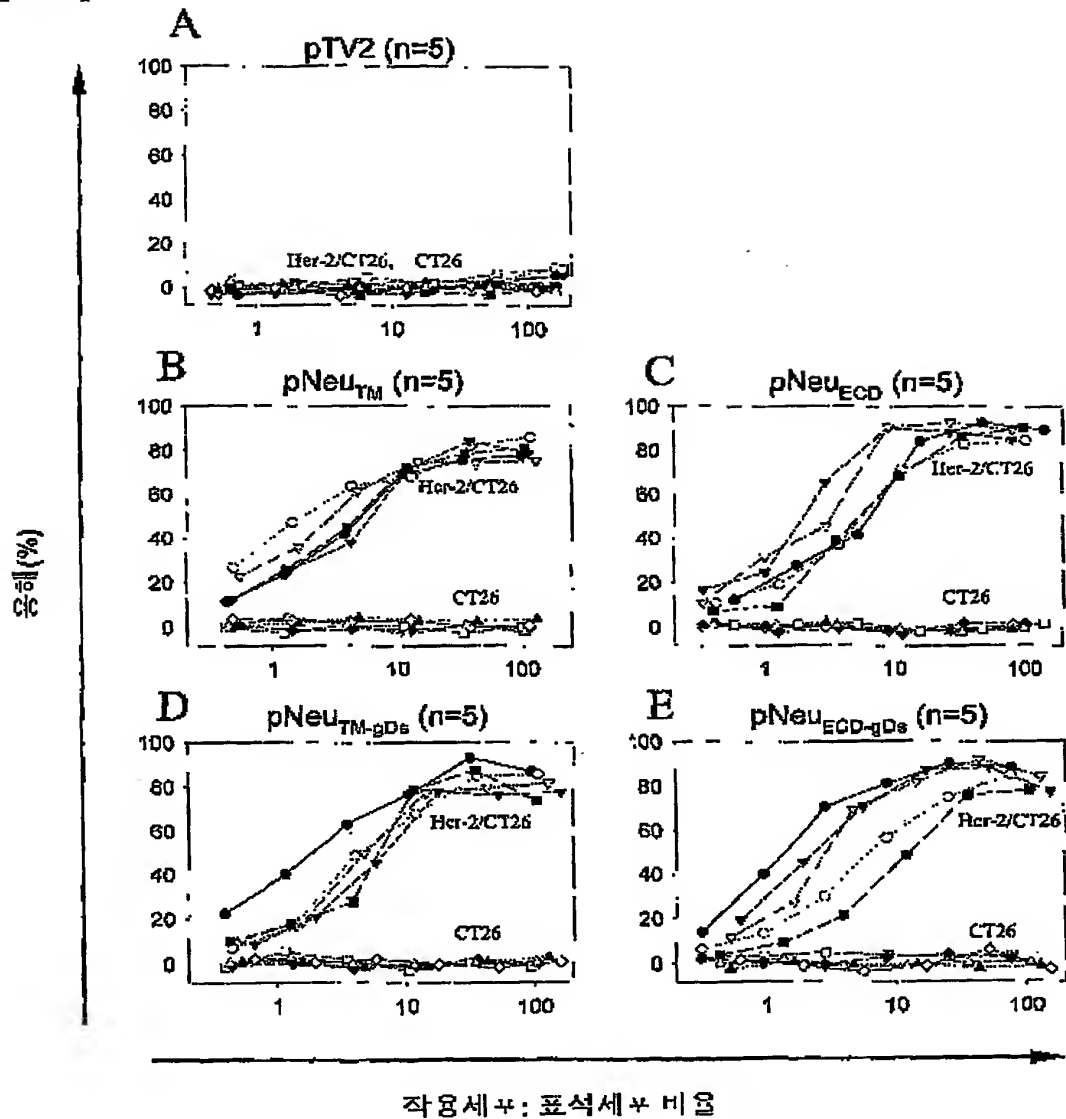 A
pTV2 (n=5)
100
80
60
40
20
0
Her-2/CT26, CT26
1 10 100
B
pNeuTM (n=5)
100
80
60
40
20
0
Her-2/CT26
CT26
1 10 100
C
pNeuECD (n=5)
100
80
60
40
20
0
Her-2/CT26
CT26
1 10 100
D
pNeuTM-gDs (n=5)
100
80
60
40
20
0
Her-2/CT26
CT26
1 10 100
E
pNeuECD-gDs (n=5)
100
80
60
40
20
0
Her-2/CT26
CT26
1 10 100
용해(%)
작용세포:표적세포 비율